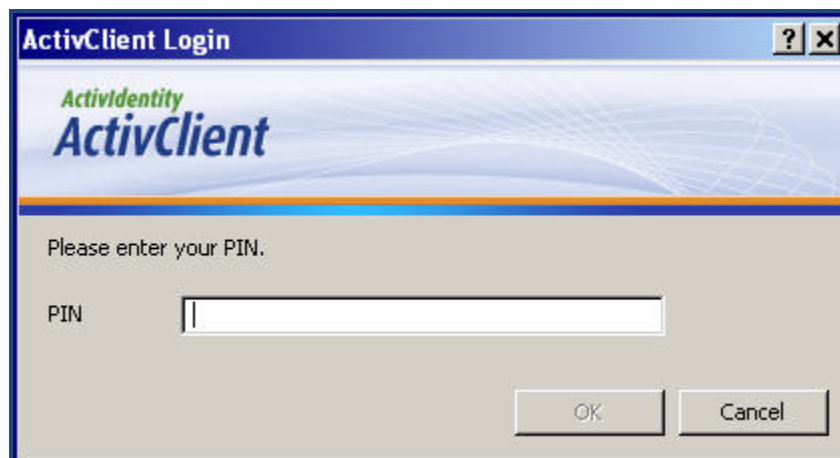 ActivClient Login
ActivIdentity
ActivClient
Please enter your PIN.
PIN
OK Cancel